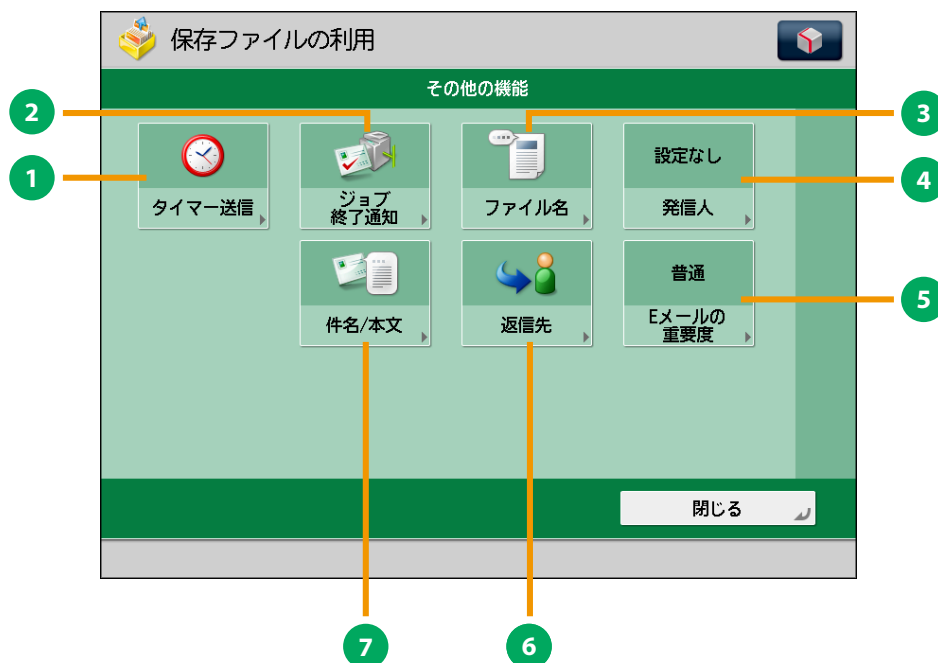 保存ファイルの利用
その他の機能
2
3
1
4
タイマー送信
ジョブ
終了通知
ファイル名
設定なし
発信人
5
件名/本文
返信先
普通
Eメールの
重要度
閉じる
7
6